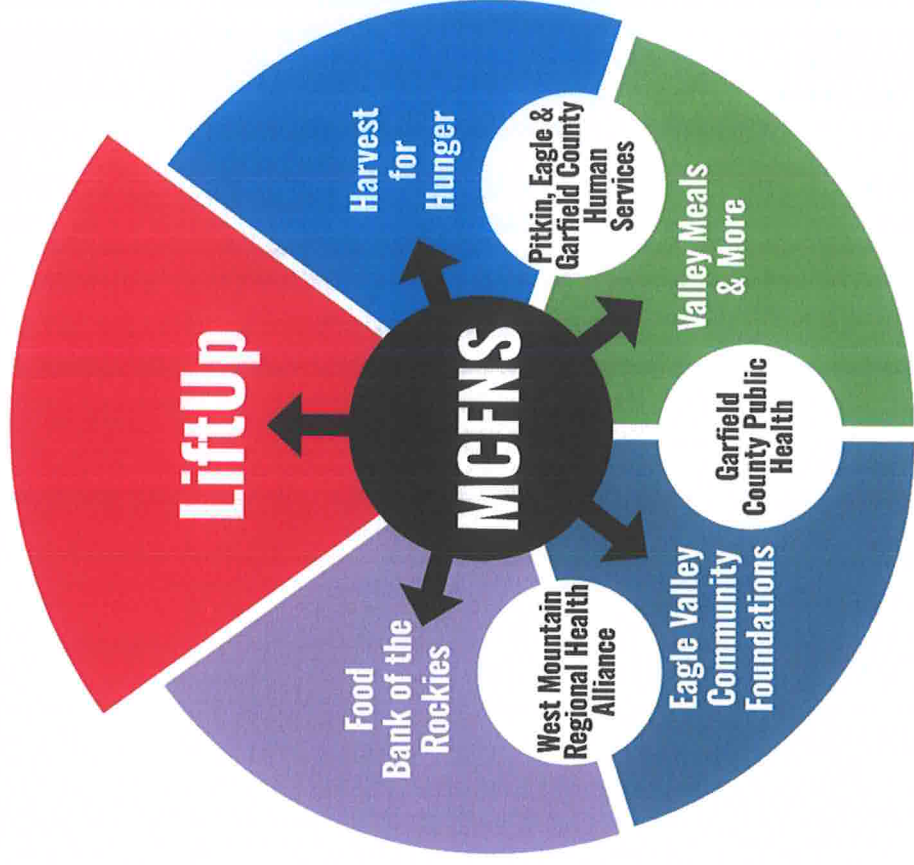 LiftUp
Harvest
for
Hunger
Pitkin, Eagle &
Garfield County
Human
Services
Valley Meals
& More
Garfield
County Public
Health
Eagle Valley
Community
Foundations
West Mountain
Regional Health
Alliance
Food
Bank of the
Rockies
MCFNS